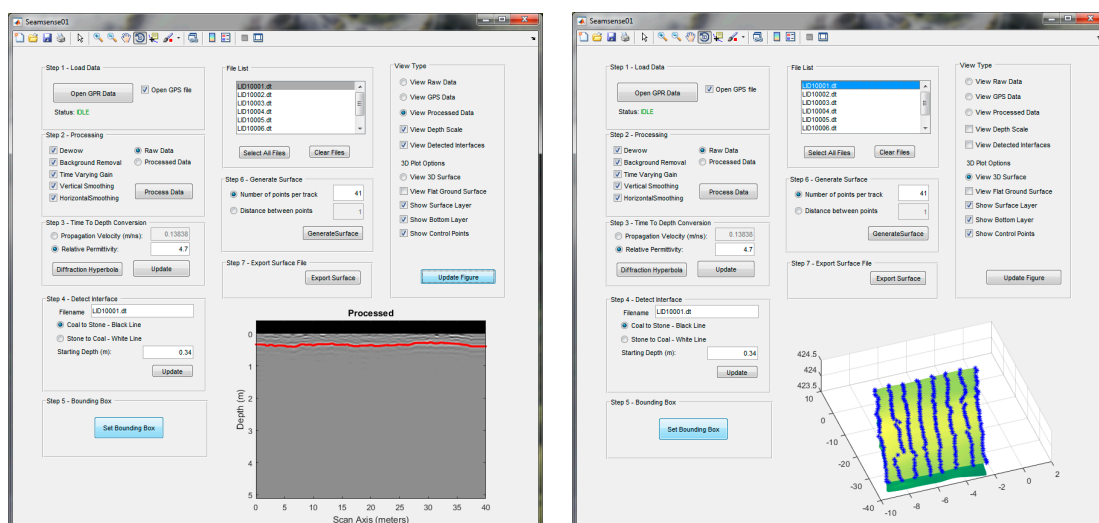 Seamsense01
Step 1 - Load Data
Open GPR Data
Open GPS file
Status: IDLE
File List
LID10001.dt
LID10002.dt
LID10003.dt
LID10004.dt
LID10005.dt
LID10006.dt
Select All Files
Clear Files
View Type
View Raw Data
View GPS Data
View Processed Data
View Depth Scale
View Detected Interfaces
3D Plot Options
View 3D Surface
View Flat Ground Surface
Show Surface Layer
Show Bottom Layer
Show Control Points
Update Figure
Step 2 - Processing
Dewow
Raw Data
Background Removal
Processed Data
Time Varying Gain
Vertical Smoothing
HorizontalSmoothing
Process Data
Step 6 - Generate Surface
Number of points per track
41
Distance between points
1
GenerateSurface
Step 3 - Time To Depth Conversion
Propagation Velocity (m/ns):
0.13838
Relative Permittivity:
4.7
Diffraction Hyperbola
Update
Step 7 - Export Surface File
Export Surface
Step 4 - Detect Interface
Filename
LID10001.dt
Coal to Stone - Black Line
Stone to Coal - White Line
Starting Depth (m):
0.34
Update
Step 5 - Bounding Box
Set Bounding Box
Processed
0
1
2
3
4
5
Depth (m)
0 5 10 15 20 25 30 35 40
Scan Axis (meters)
Seamsense01
Step 1 - Load Data
Open GPR Data
Open GPS file
Status: IDLE
File List
LID10001.dt
LID10002.dt
LID10003.dt
LID10004.dt
LID10005.dt
LID10006.dt
Select All Files
Clear Files
View Type
View Raw Data
View GPS Data
View Processed Data
View Depth Scale
View Detected Interfaces
3D Plot Options
View 3D Surface
View Flat Ground Surface
Show Surface Layer
Show Bottom Layer
Show Control Points
Update Figure
Step 2 - Processing
Dewow
Raw Data
Background Removal
Processed Data
Time Varying Gain
Vertical Smoothing
HorizontalSmoothing
Process Data
Step 6 - Generate Surface
Number of points per track
41
Distance between points
1
GenerateSurface
Step 3 - Time To Depth Conversion
Propagation Velocity (m/ns):
0.13838
Relative Permittivity:
4.7
Diffraction Hyperbola
Update
Step 7 - Export Surface File
Export Surface
Step 4 - Detect Interface
Filename
LID10001.dt
Coal to Stone - Black Line
Stone to Coal - White Line
Starting Depth (m):
0.34
Update
Step 5 - Bounding Box
Set Bounding Box
424.5
424
423.5
10
0
-10
-20
-30
-40
-10 -8 -6 -4 -2 0 2